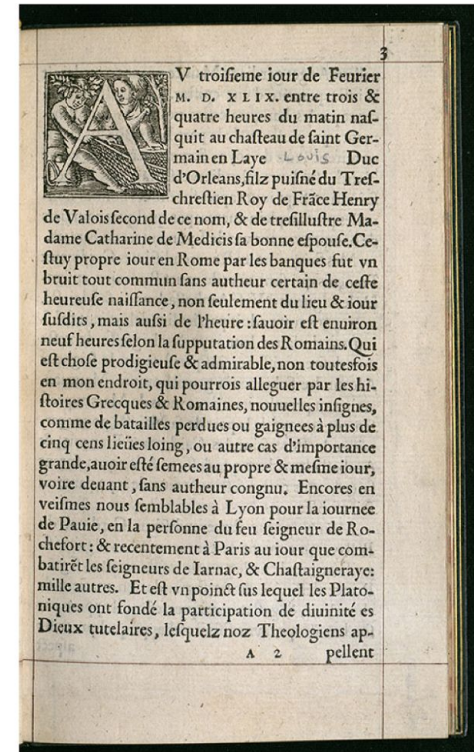 3
AV troiſieme iour de Feurier
M. D. XLIX. entre trois &
quatre heures du matin naſ-
quit au chaſteau de ſaint Ger-
main en Laye Louis Duc
d'Orleans, filz puiſné du Treſ-
chreſtien Roy de Frãce Henry
de Valois ſecond de ce nom, & de treſilluſtre Ma-
dame Catharine de Medicis ſa bonne eſpouſe. Ce-
ſtuy propre iour en Rome par les banques fut vn
bruit tout commun ſans autheur certain de ceſte
heureuſe naiſſance, non ſeulement du lieu & iour
ſuſdits, mais auſsi de l'heure: ſauoir eſt enuiron
neuf heures ſelon la ſupputation des Romains. Qui
eſt choſe prodigieuſe & admirable, non toutesfois
en mon endroit, qui pourrois alleguer par les hi-
ſtoires Grecques & Romaines, nouuelles inſignes,
comme de batailles perdues ou gaignees à plus de
cinq cens lieües loing, ou autre cas d'importance
grande, auoir eſté ſemees au propre & meſme iour,
voire deuant, ſans autheur congnu. Encores en
veiſmes nous ſemblables à Lyon pour la iournee
de Pauie, en la perſonne du feu ſeigneur de Ro-
chefort: & recentement à Paris au iour que com-
batirẽt les ſeigneurs de Iarnac, & Chaſtaigneraye:
mille autres. Et eſt vn poinct ſus lequel les Plato-
niques ont fondé la participation de diuinité es
Dieux tutelaires, leſquelz noz Theologiens ap-
A 2 pellent